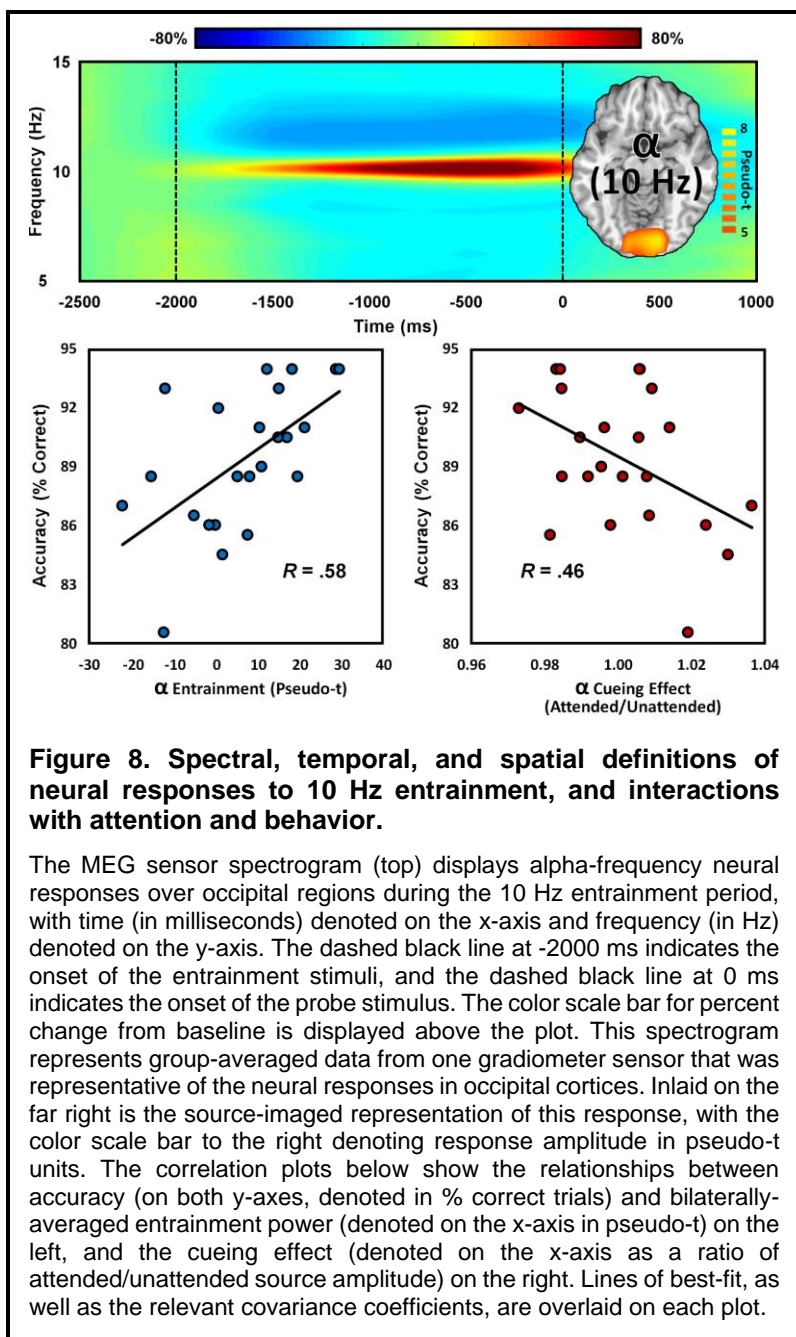 -80% 80%
15
10
5
Frequency (Hz)
α
(10 Hz)
8
Pseudo-t
5
-2500 -2000 -1500 -1000 -500 0 500 1000
Time (ms)
95
92
89
86
83
80
Accuracy (% Correct)
R = .58
-30 -20 -10 0 10 20 30 40
α Entrainment (Pseudo-t)
95
92
89
86
83
80
Accuracy (% Correct)
R = .46
0.96 0.98 1.00 1.02 1.04
α Cueing Effect
(Attended/Unattended)
Figure 8. Spectral, temporal, and spatial definitions of
neural responses to 10 Hz entrainment, and interactions
with attention and behavior.
The MEG sensor spectrogram (top) displays alpha-frequency neural
responses over occipital regions during the 10 Hz entrainment period,
with time (in milliseconds) denoted on the x-axis and frequency (in Hz)
denoted on the y-axis. The dashed black line at -2000 ms indicates the
onset of the entrainment stimuli, and the dashed black line at 0 ms
indicates the onset of the probe stimulus. The color scale bar for percent
change from baseline is displayed above the plot. This spectrogram
represents group-averaged data from one gradiometer sensor that was
representative of the neural responses in occipital cortices. Inlaid on the
far right is the source-imaged representation of this response, with the
color scale bar to the right denoting response amplitude in pseudo-t
units. The correlation plots below show the relationships between
accuracy (on both y-axes, denoted in % correct trials) and bilaterally-
averaged entrainment power (denoted on the x-axis in pseudo-t) on the
left, and the cueing effect (denoted on the x-axis as a ratio of
attended/unattended source amplitude) on the right. Lines of best-fit, as
well as the relevant covariance coefficients, are overlaid on each plot.